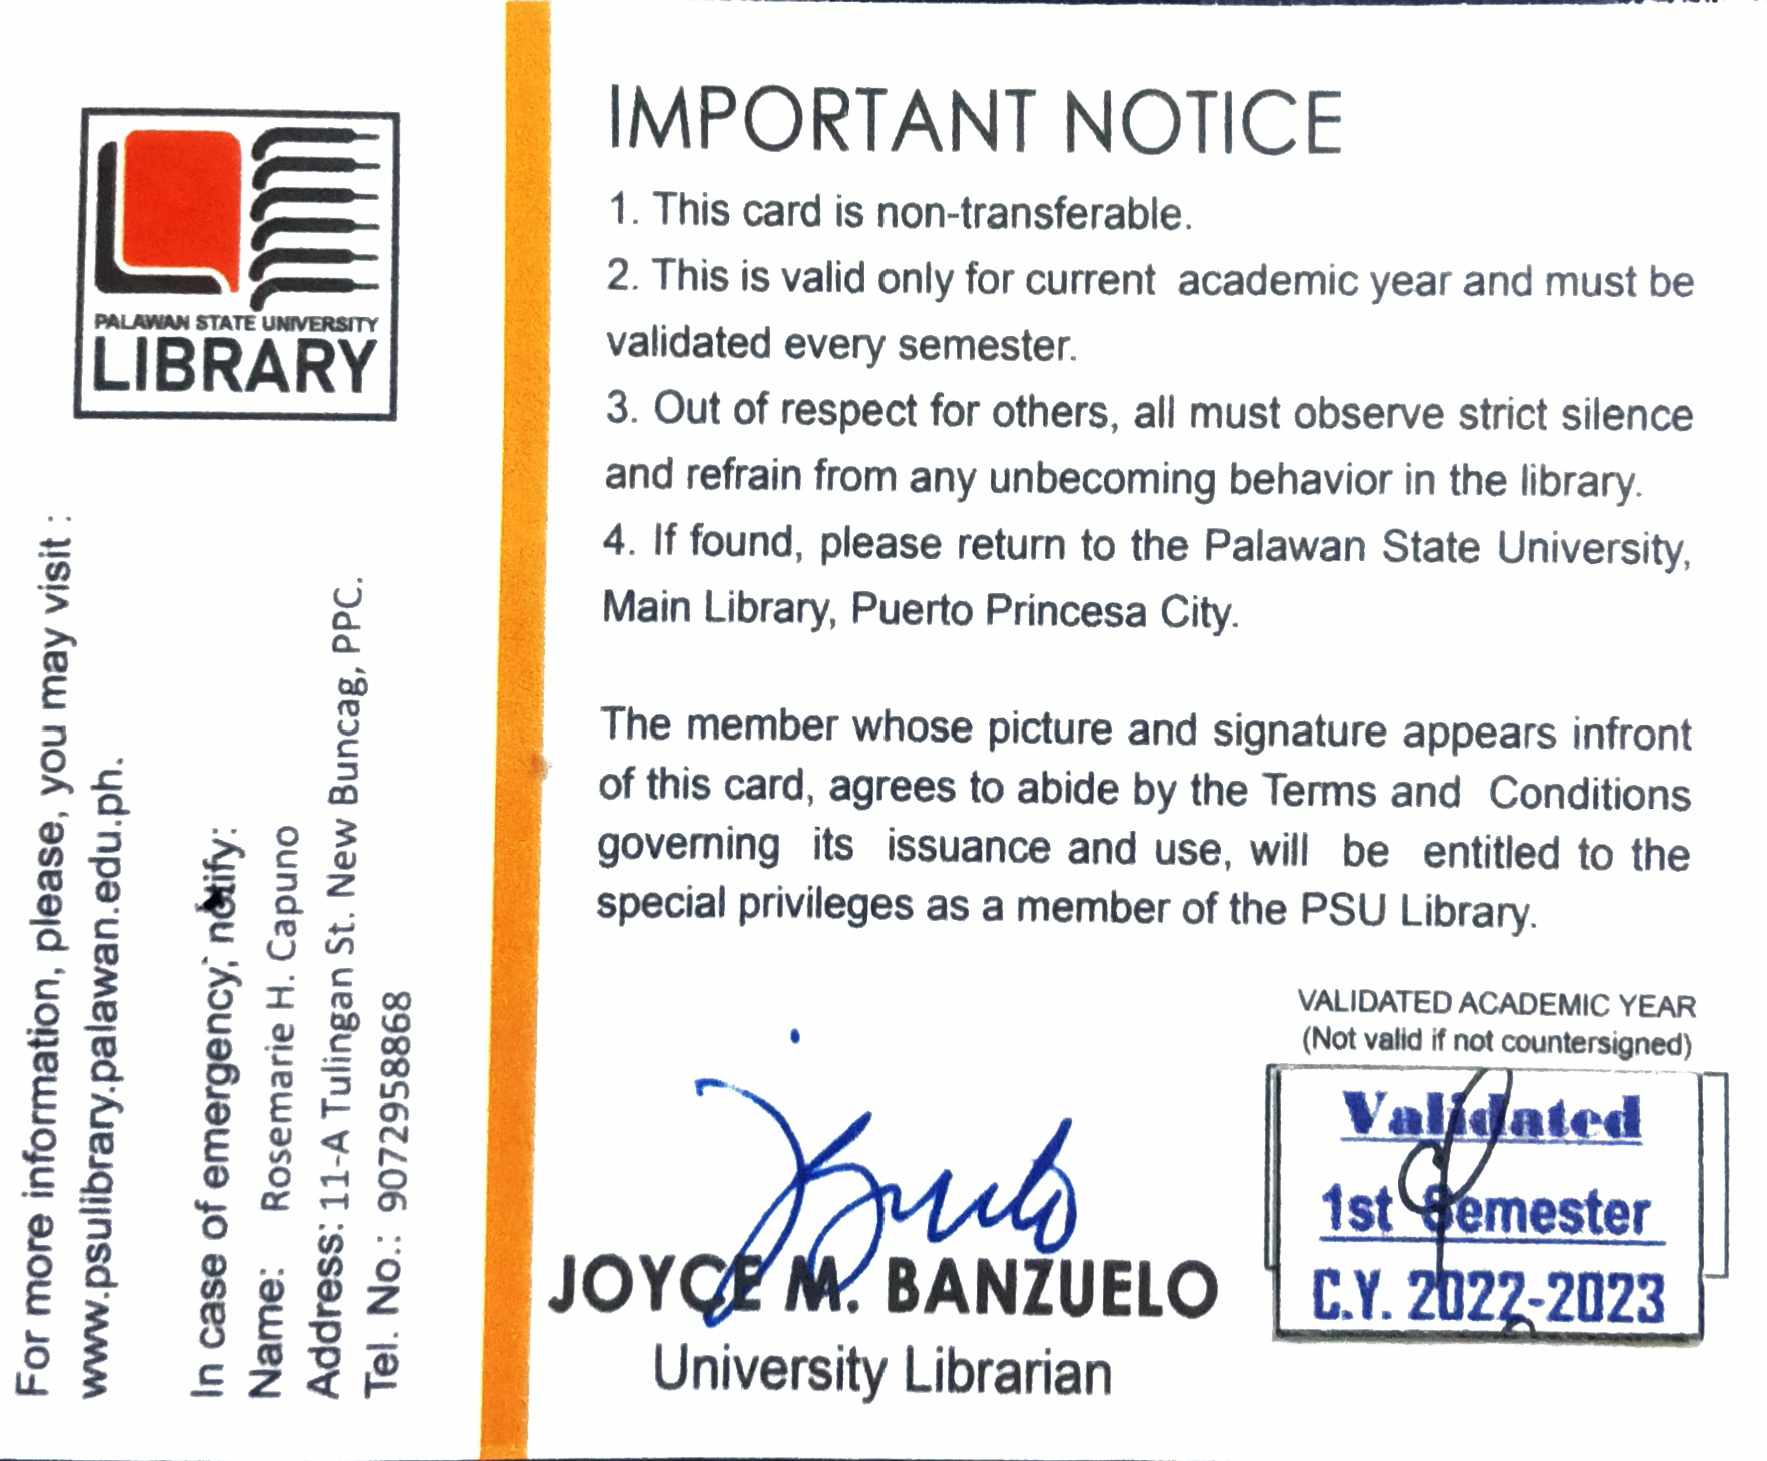 PALAWAN STATE UNIVERSITY
LIBRARY
For more information, please, you may visit :
www.psulibrary.palawan.edu.ph.
In case of emergency, notify:
Name: Rosemarie H. Capuno
Address: 11-A Tulingan St. New Buncag, PPC.
Tel. No.: 9072958868
IMPORTANT NOTICE
1. This card is non-transferable.
2. This is valid only for current academic year and must be
validated every semester.
3. Out of respect for others, all must observe strict silence
and refrain from any unbecoming behavior in the library.
4. If found, please return to the Palawan State University,
Main Library, Puerto Princesa City.
The member whose picture and signature appears infront
of this card, agrees to abide by the Terms and Conditions
governing its issuance and use, will be entitled to the
special privileges as a member of the PSU Library.
JOYCE M. BANZUELO
University Librarian
VALIDATED ACADEMIC YEAR
(Not valid if not countersigned)
Validated
1st Semester
C.Y. 2022-2023